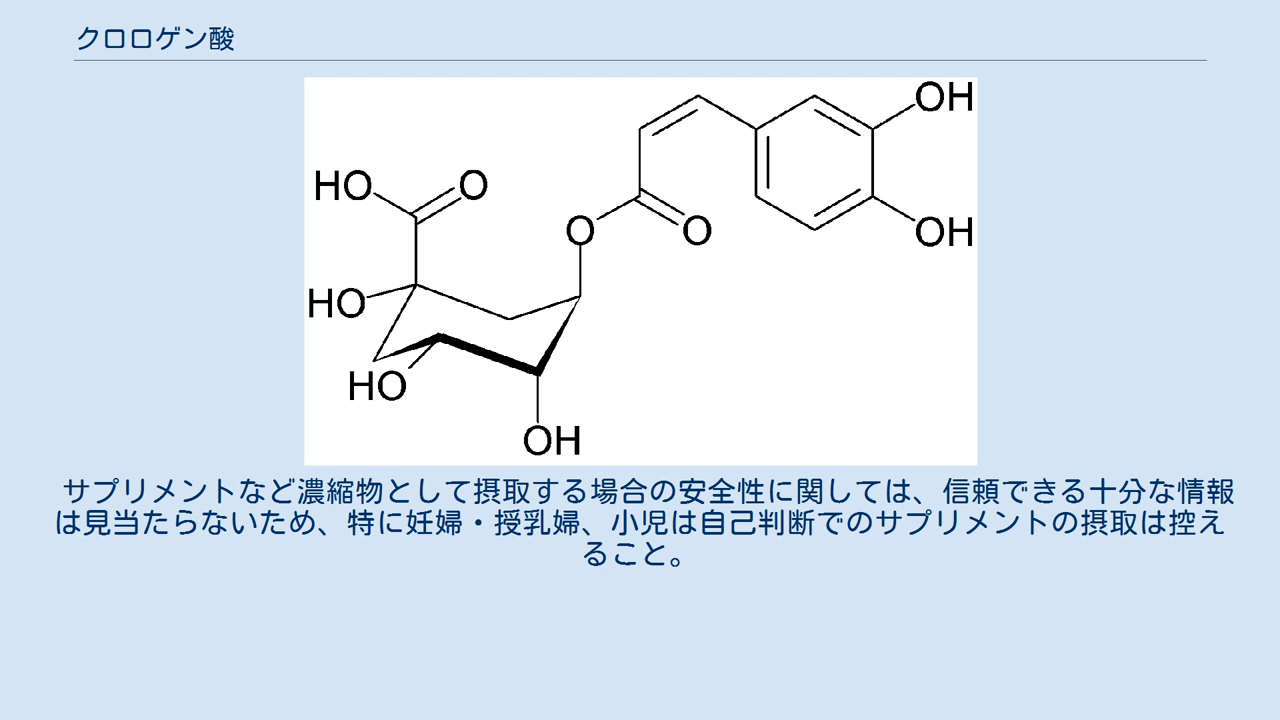 クロロゲン酸
OH
HO
O
O
O
OH
HO
HO
OH
サプリメントなど濃縮物として摂取する場合の安全性に関しては、信頼できる十分な情報
は見当たらないため、特に妊婦・授乳婦、小児は自己判断でのサプリメントの摂取は控え
ること。